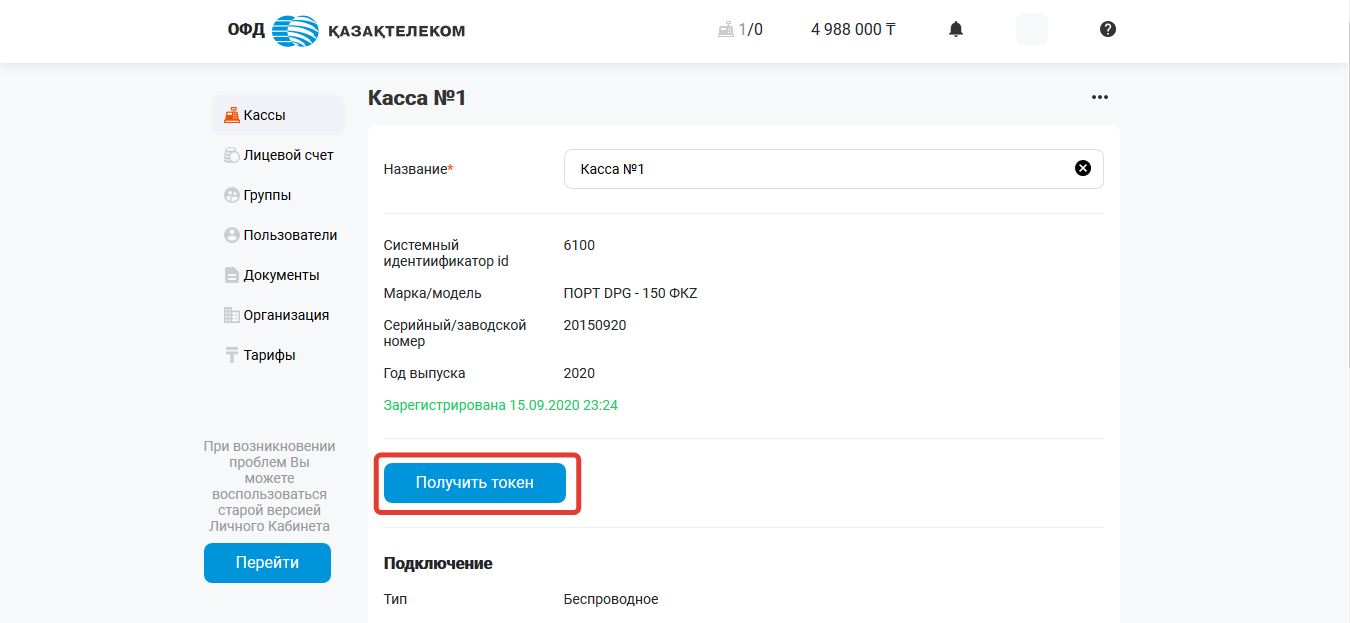 ОФД ҚАЗАҚТЕЛЕКОМ 1/0 4 988 000 ₸
Касса №1
Кассы
Лицевой счет
Группы
Пользователи
Документы
Организация
Тарифы
При возникновении
проблем Вы
можете
воспользоваться
старой версией
Личного Кабинета
Перейти
Название* Касса №1
Системный
идентиификатор id 6100
Марка/модель ПОРТ DPG - 150 ФKZ
Серийный/заводской
номер 20150920
Год выпуска 2020
Зарегистрирована 15.09.2020 23:24
Получить токен
Подключение
Тип Беспроводное